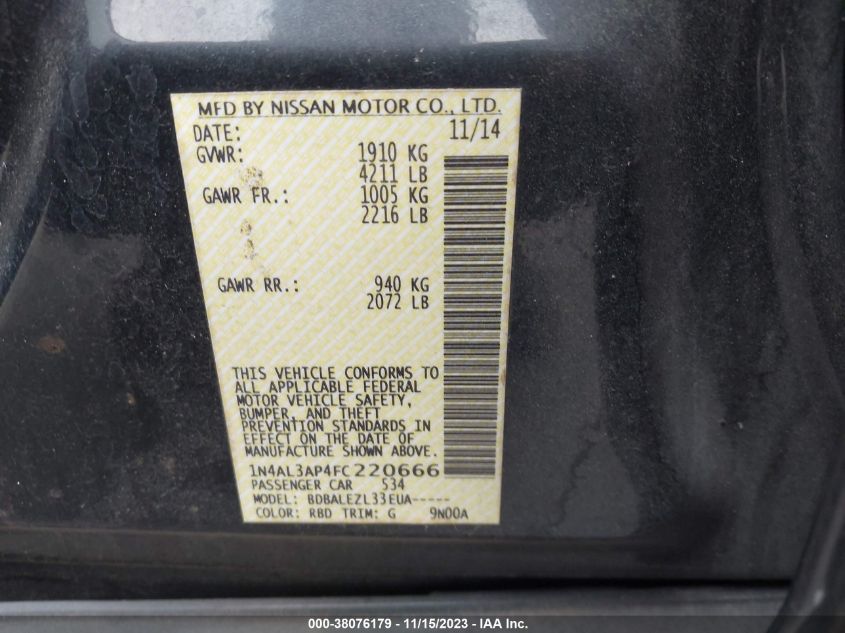 MFD BY NISSAN MOTOR CO., LTD.
DATE: 11/14
GVWR: 1910 KG
4211 LB
GAWR FR.: 1005 KG
2216 LB
GAWR RR.: 940 KG
2072 LB
THIS VEHICLE CONFORMS TO
ALL APPLICABLE FEDERAL
MOTOR VEHICLE SAFETY,
BUMPER, AND THEFT
PREVENTION STANDARDS IN
EFFECT ON THE DATE OF
MANUFACTURE SHOWN ABOVE.
1N4AL3AP4FC220666
PASSENGER CAR 534
MODEL: BDBALEZL33EUA-----
COLOR: RBD TRIM: G 9N00A
000-38076179 - 11/15/2023 - IAA Inc.